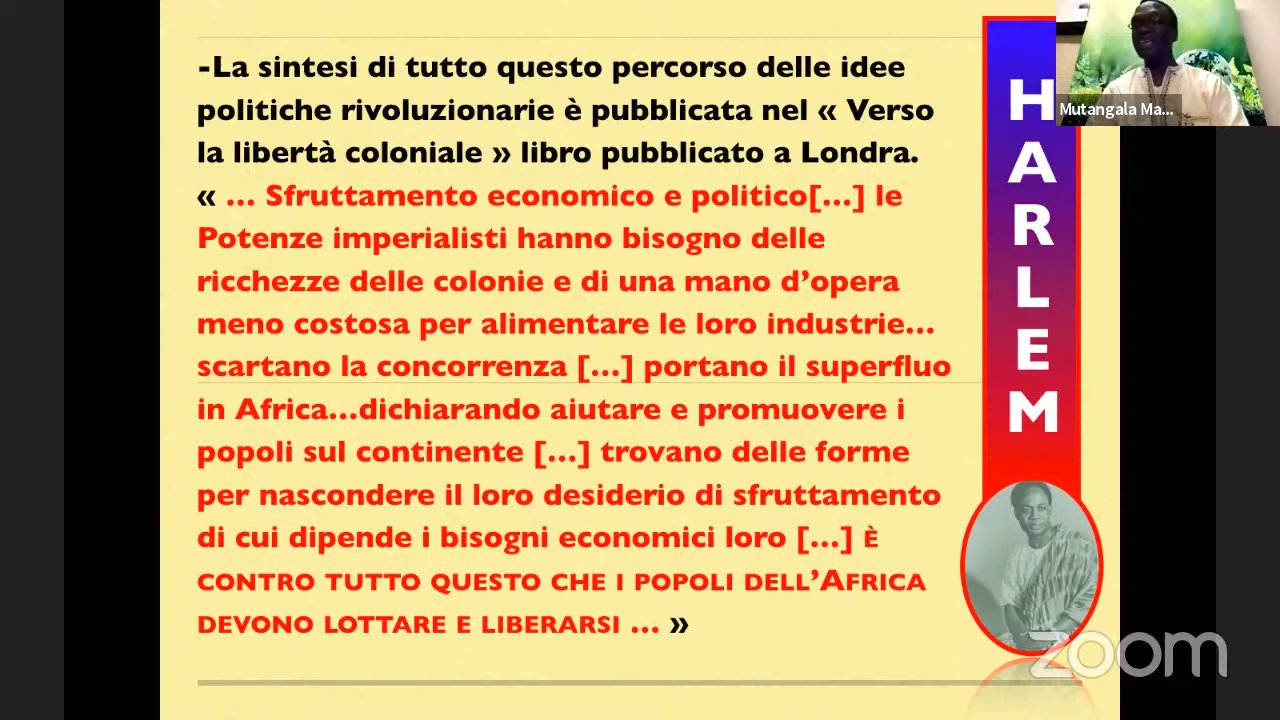 -La sintesi di tutto questo percorso delle idee
politiche rivoluzionarie è pubblicata nel « Verso
la libertà coloniale » libro pubblicato a Londra.
« … Sfruttamento economico e politico[…] le
Potenze imperialisti hanno bisogno delle
ricchezze delle colonie e di una mano d’opera
meno costosa per alimentare le loro industrie…
scartano la concorrenza […] portano il superfluo
in Africa…dichiarando aiutare e promuovere i
popoli sul continente […] trovano delle forme
per nascondere il loro desiderio di sfruttamento
di cui dipende i bisogni economici loro […] È
CONTRO TUTTO QUESTO CHE I POPOLI DELL’AFRICA
DEVONO LOTTARE E LIBERARSI … »
HARLEM
Mutangala Ma...
zoom